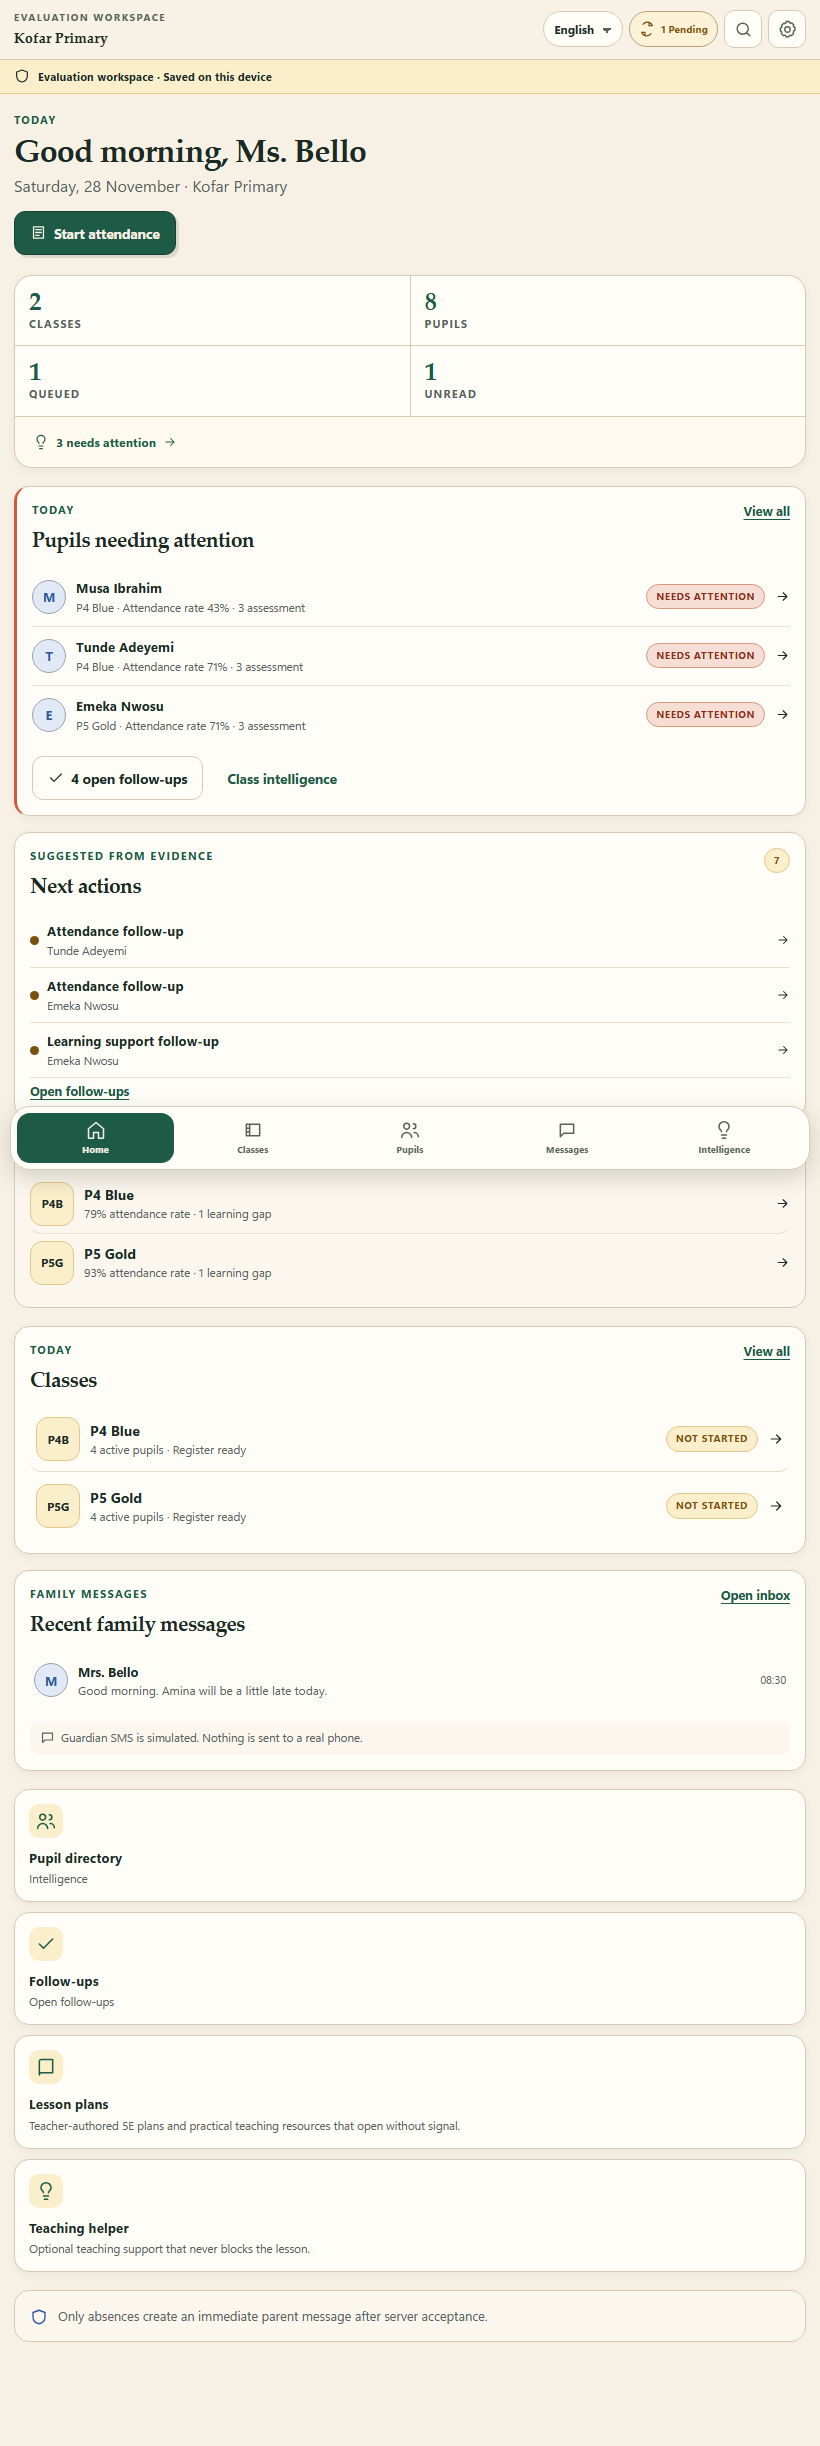 EVALUATION WORKSPACE
Kofar Primary
English
1 Pending
Evaluation workspace · Saved on this device
TODAY
Good morning, Ms. Bello
Saturday, 28 November · Kofar Primary
Start attendance
2
CLASSES
8
PUPILS
1
QUEUED
1
UNREAD
3 needs attention
TODAY
View all
Pupils needing attention
M
Musa Ibrahim
P4 Blue · Attendance rate 43% · 3 assessment
NEEDS ATTENTION
T
Tunde Adeyemi
P4 Blue · Attendance rate 71% · 3 assessment
NEEDS ATTENTION
E
Emeka Nwosu
P5 Gold · Attendance rate 71% · 3 assessment
NEEDS ATTENTION
4 open follow-ups
Class intelligence
SUGGESTED FROM EVIDENCE
7
Next actions
Attendance follow-up
Tunde Adeyemi
Attendance follow-up
Emeka Nwosu
Learning support follow-up
Emeka Nwosu
Open follow-ups
Home
Classes
Pupils
Messages
Intelligence
P4B
P4 Blue
79% attendance rate · 1 learning gap
P5G
P5 Gold
93% attendance rate · 1 learning gap
TODAY
View all
Classes
P4B
P4 Blue
4 active pupils · Register ready
NOT STARTED
P5G
P5 Gold
4 active pupils · Register ready
NOT STARTED
FAMILY MESSAGES
Open inbox
Recent family messages
M
Mrs. Bello
Good morning. Amina will be a little late today.
08:30
Guardian SMS is simulated. Nothing is sent to a real phone.
Pupil directory
Intelligence
Follow-ups
Open follow-ups
Lesson plans
Teacher-authored 5E plans and practical teaching resources that open without signal.
Teaching helper
Optional teaching support that never blocks the lesson.
Only absences create an immediate parent message after server acceptance.